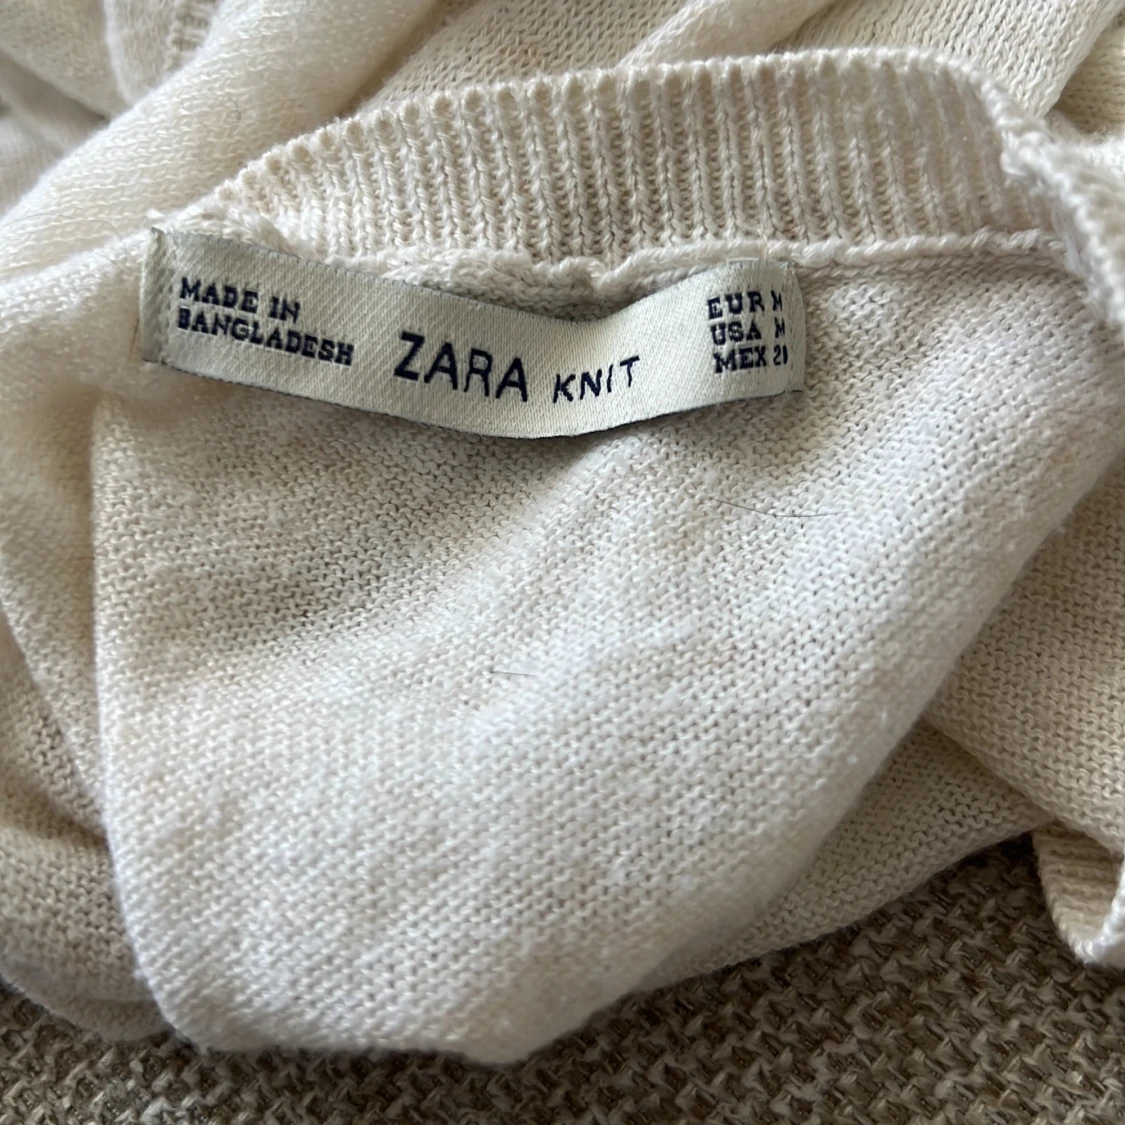 MADE IN
BANGLADESH
ZARA KNIT
EUR M
USA M
MEX 28